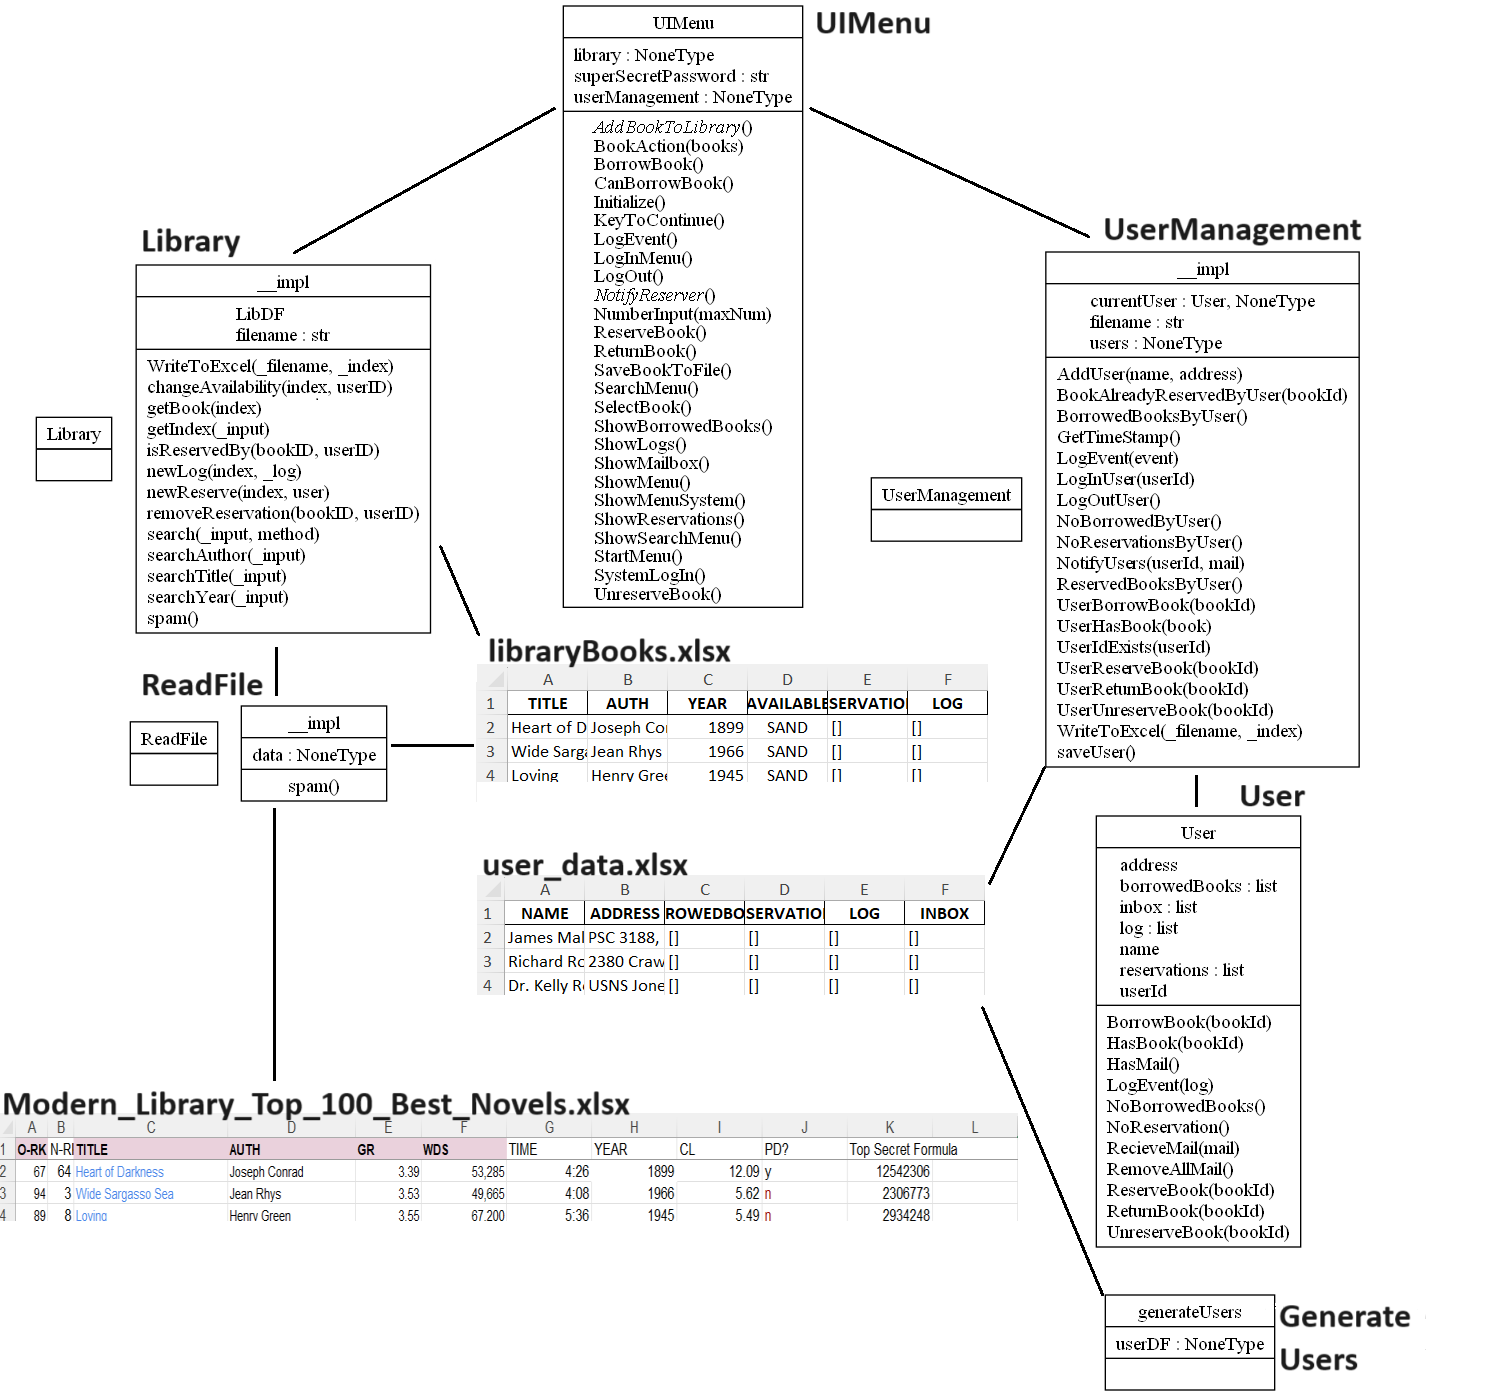 UIMenu
UIMenu
library : NoneType
superSecretPassword : str
userManagement : NoneType
AddBookToLibrary()
BookAction(books)
BorrowBook()
CanBorrowBook()
Initialize()
KeyToContinue()
LogEvent()
LogInMenu()
LogOut()
NotifyReserver()
NumberInput(maxNum)
ReserveBook()
ReturnBook()
SaveBookToFile()
SearchMenu()
SelectBook()
ShowBorrowedBooks()
ShowLogs()
ShowMailbox()
ShowMenu()
ShowMenuSystem()
ShowReservations()
ShowSearchMenu()
StartMenu()
SystemLogIn()
UnreserveBook()
Library
__impl
LibDF
filename : str
WriteToExcel(_filename, _index)
changeAvailability(index, userID)
getBook(index)
getIndex(_input)
isReservedBy(bookID, userID)
newLog(index, _log)
newReserve(index, user)
removeReservation(bookID, userID)
search(_input, method)
searchAuthor(_input)
searchTitle(_input)
searchYear(_input)
spam()
Library
UserManagement
__impl
currentUser : User, NoneType
filename : str
users : NoneType
AddUser(name, address)
BookAlreadyReservedByUser(bookId)
BorrowedBooksByUser()
GetTimeStamp()
LogEvent(event)
LogInUser(userId)
LogOutUser()
NoBorrowedByUser()
NoReservationsByUser()
NotifyUsers(userId, mail)
ReservedBooksByUser()
UserBorrowBook(bookId)
UserHasBook(book)
UserIdExists(userId)
UserReserveBook(bookId)
UserReturnBook(bookId)
UserUnreserveBook(bookId)
WriteToExcel(_filename, _index)
saveUser()
UserManagement
ReadFile
ReadFile
__impl
data : NoneType
spam()
libraryBooks.xlsx
A B C D E F
1 TITLE AUTH YEAR AVAILABLE SERVATIO LOG
2 Heart of D Joseph Co 1899 SAND [] []
3 Wide Sarga Jean Rhys 1966 SAND [] []
4 Loving Henry Gree 1945 SAND [] []
user_data.xlsx
A B C D E F
1 NAME ADDRESS ROWEDBO SERVATIO LOG INBOX
2 James Mal PSC 3188, [] [] [] []
3 Richard Ro 2380 Craw [] [] [] []
4 Dr. Kelly R USNS Jone [] [] [] []
User
User
address
borrowedBooks : list
inbox : list
log : list
name
reservations : list
userId
BorrowBook(bookId)
HasBook(bookId)
HasMail()
LogEvent(log)
NoBorrowedBooks()
NoReservation()
RecieveMail(mail)
RemoveAllMail()
ReserveBook(bookId)
ReturnBook(bookId)
UnreserveBook(bookId)
Modern_Library_Top_100_Best_Novels.xlsx
A B C D E F G H I J K L
1 O-RK N-RI TITLE AUTH GR WDS TIME YEAR CL PD? Top Secret Formula
2 67 64 Heart of Darkness Joseph Conrad 3.39 53,285 4:26 1899 12.09 y 12542306
3 94 3 Wide Sargasso Sea Jean Rhys 3.53 49,665 4:08 1966 5.62 n 2306773
4 89 8 Loving Henry Green 3.55 67.200 5:36 1945 5.49 n 2934248
generateUsers
userDF : NoneType
Generate
Users